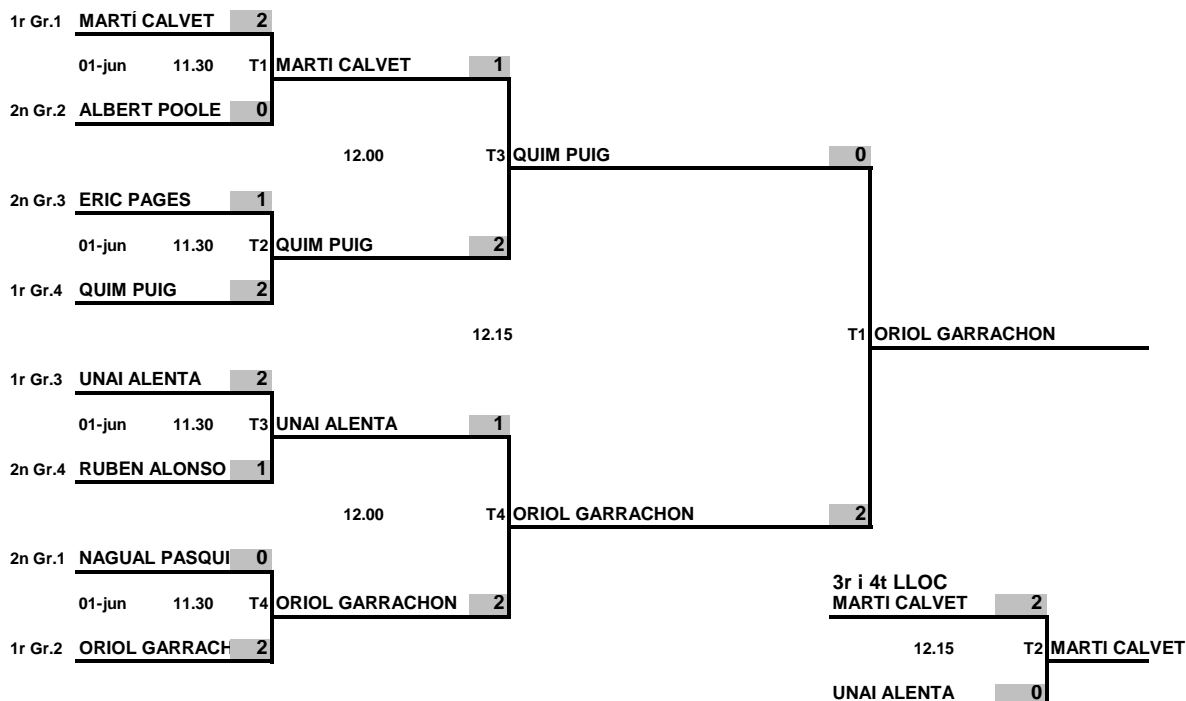 1r Gr.1 MARTÍ CALVET 2
01-jun 11.30 T1 MARTI CALVET 1
2n Gr.2 ALBERT POOLE 0
12.00 T3 QUIM PUIG 0
2n Gr.3 ERIC PAGES 1
01-jun 11.30 T2 QUIM PUIG 2
1r Gr.4 QUIM PUIG 2
12.15 T1 ORIOL GARRACHON
1r Gr.3 UNAI ALENTA 2
01-jun 11.30 T3 UNAI ALENTA 1
2n Gr.4 RUBEN ALONSO 1
12.00 T4 ORIOL GARRACHON 2
2n Gr.1 NAGUAL PASQUI 0
3r i 4t LLOC
01-jun 11.30 T4 ORIOL GARRACHON 2 MARTI CALVET 2
1r Gr.2 ORIOL GARRACH 2 12.15 T2 MARTI CALVET
UNAI ALENTA 0